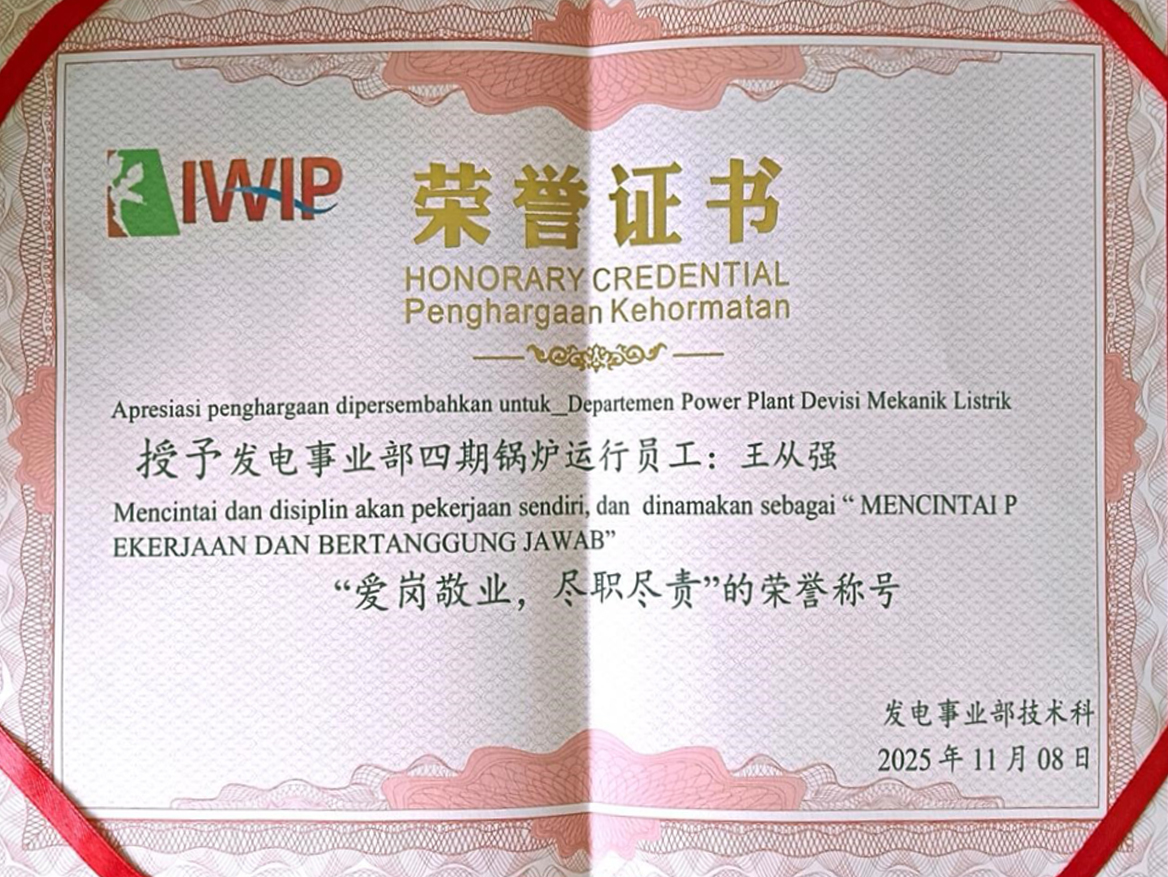 IWIP
荣誉证书
HONORARY CREDENTIAL
Penghargaan Kehormatan
Apresiasi penghargaan dipersembahkan untuk_Departemen Power Plant Devisi Mekanik Listrik
授予发电事业部四期锅炉运行员工：王从强
Mencintai dan disiplin akan pekerjaan sendiri, dan dinamakan sebagai “ MENCINTAI P
EKERJAAN DAN BERTANGGUNG JAWAB”
“爱岗敬业，尽职尽责”的荣誉称号
发电事业部技术科
2025年11月08日